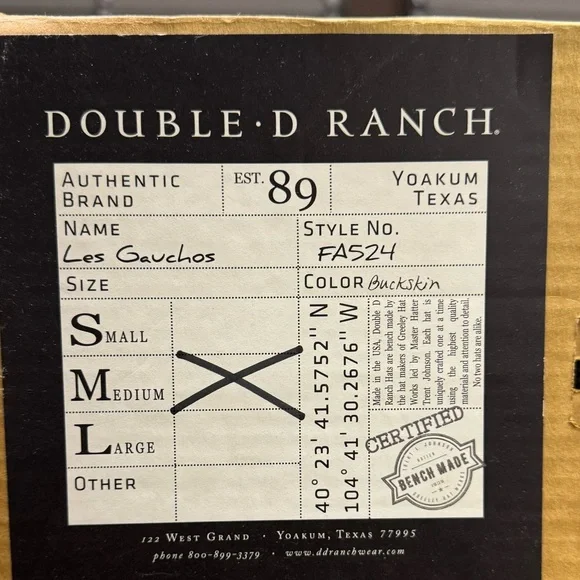 DOUBLE·D RANCH®
AUTHENTIC BRAND
EST. 89
YOAKUM TEXAS
NAME
Les Gauchos
STYLE NO.
FA524
SIZE
COLOR Buckskin
SMALL
MEDIUM
LARGE
OTHER
40° 23' 41.5752" N
104° 41' 30.2676" W
Made in the USA, Double D
Ranch Hats are bench made by
the hat makers of Greeley Hat
Works led by Master Hatter
Trent Johnson. Each hat is
uniquely crafted one at a time
using the highest quality
materials and attention to detail.
No two hats are alike.
CERTIFIED
BENCH MADE
122 WEST GRAND · YOAKUM, TEXAS 77995
phone 800-899-3379 · www.ddranchwear.com